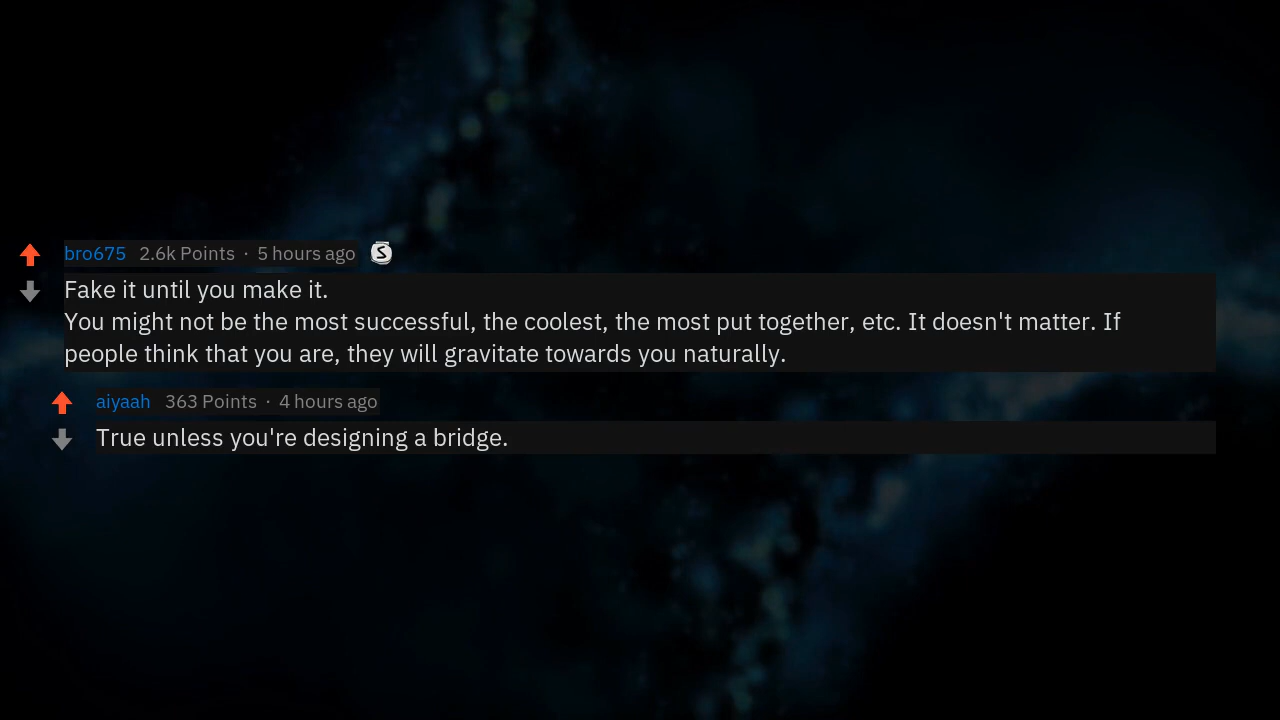 bro675 2.6k Points · 5 hours ago S
Fake it until you make it.
You might not be the most successful, the coolest, the most put together, etc. It doesn't matter. If
people think that you are, they will gravitate towards you naturally.
aiyaah 363 Points · 4 hours ago
True unless you're designing a bridge.